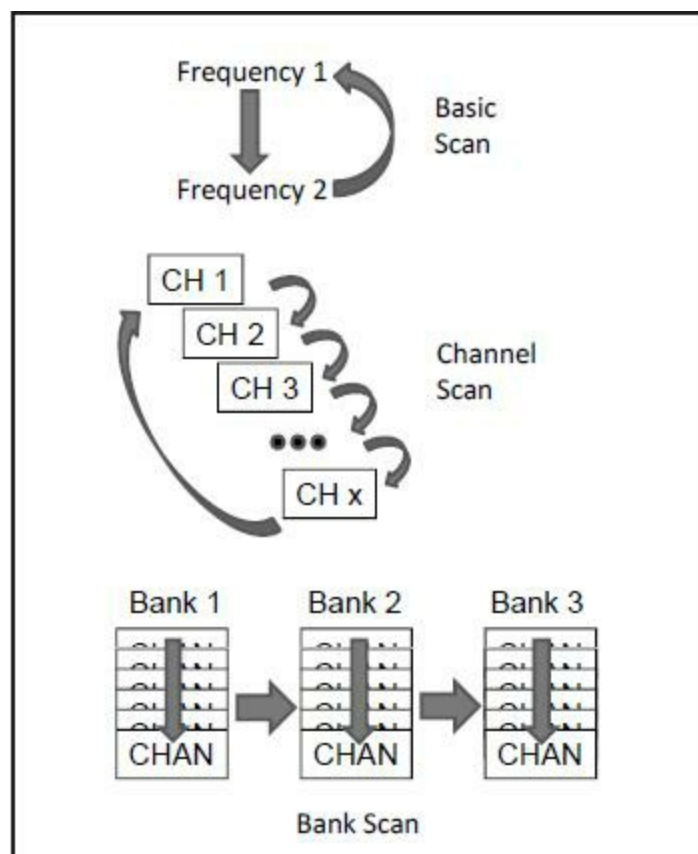 Frequency 1
Basic
Scan
Frequency 2
CH 1
CH 2
Channel
Scan
CH 3
CH x
Bank 1 Bank 2 Bank 3
CHAN CHAN CHAN
Bank Scan